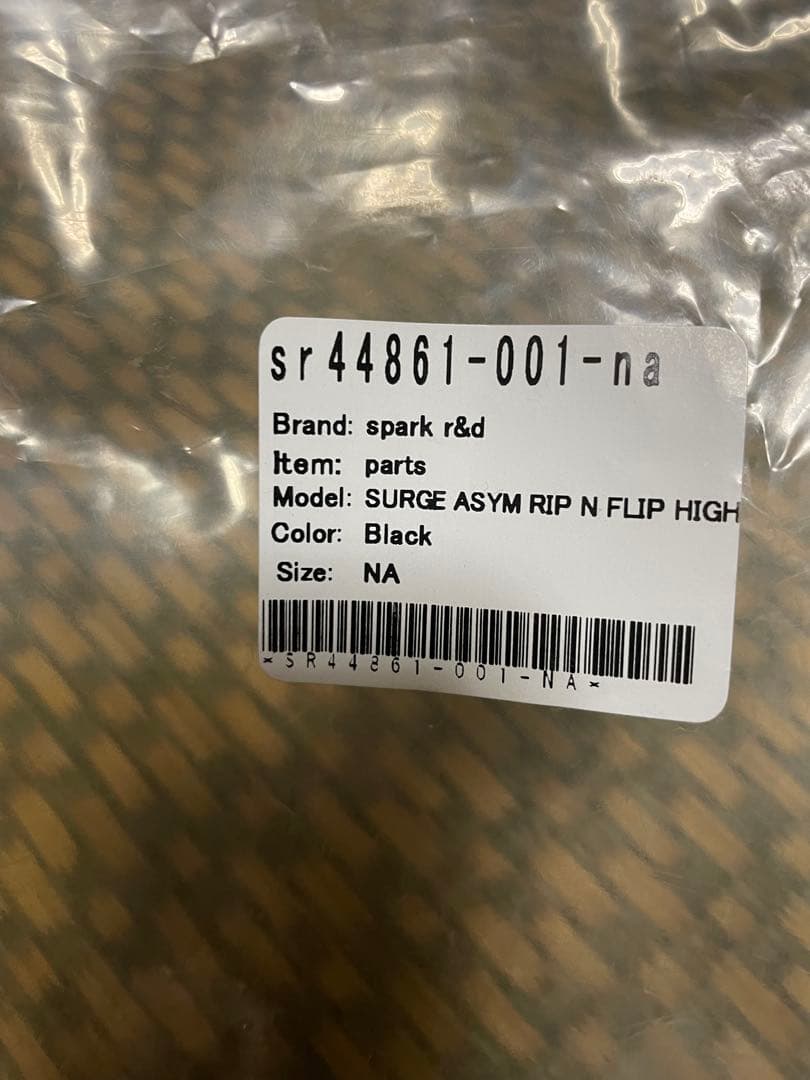 sr44861-001-na
Brand: spark r&d
Item: parts
Model: SURGE ASYM RIP N FLIP HIGH
Color: Black
Size: NA
*SR44861-001-NA*